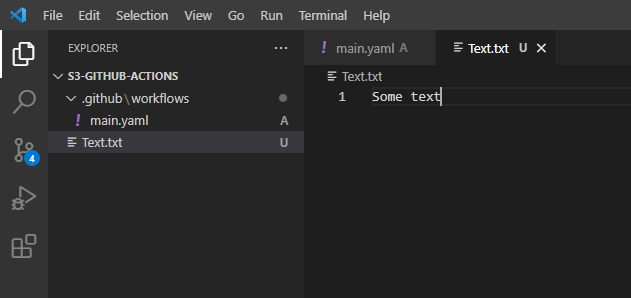 File Edit Selection View Go Run Terminal Help
EXPLORER ...
main.yaml A Text.txt U
S3-GITHUB-ACTIONS
Text.txt
.github\workflows
1 Some text
! main.yaml A
Text.txt U
4